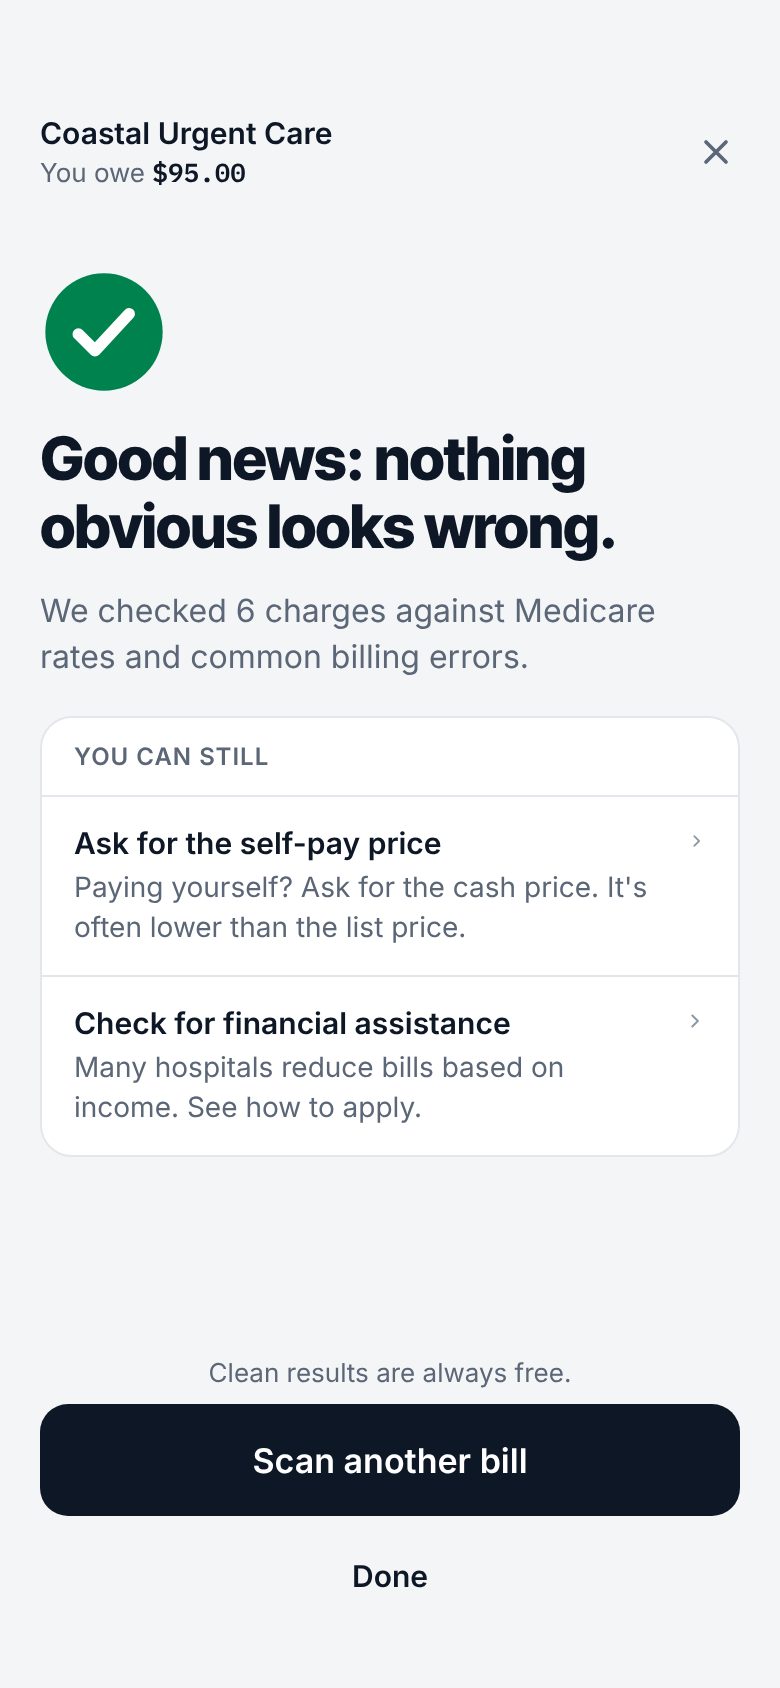 Coastal Urgent Care
You owe $95.00
Good news: nothing
obvious looks wrong.
We checked 6 charges against Medicare
rates and common billing errors.
YOU CAN STILL
Ask for the self-pay price
Paying yourself? Ask for the cash price. It's
often lower than the list price.
Check for financial assistance
Many hospitals reduce bills based on
income. See how to apply.
Clean results are always free.
Scan another bill
Done